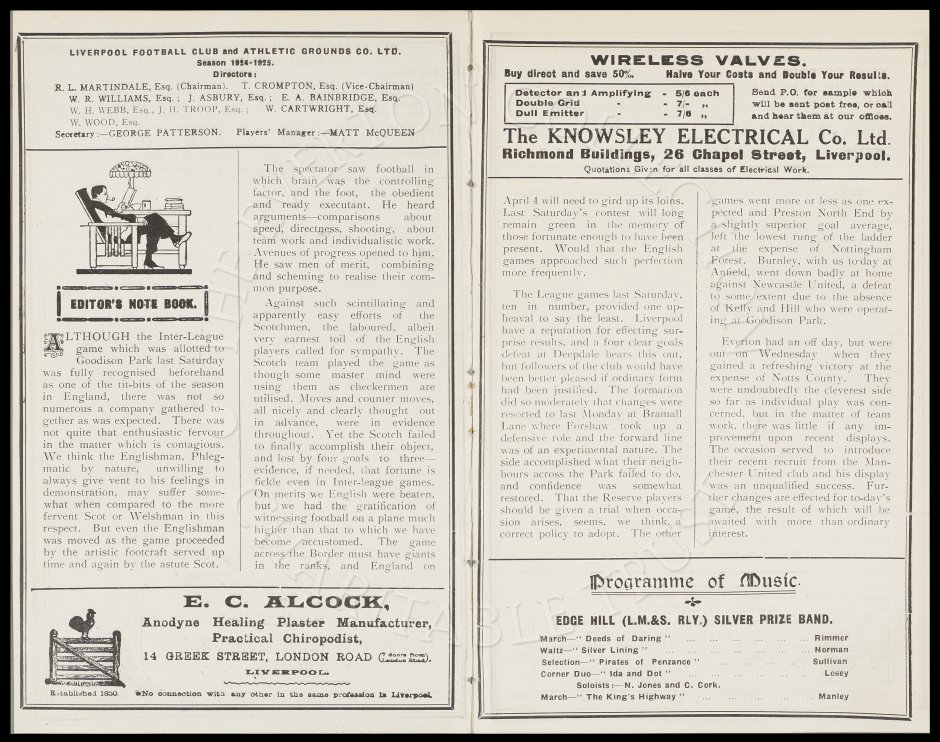 LIVERPOOL FOOTBALL CLUB and ATHLETIC GROUNDS CO. LTD.
Season 1924-1925.
Directors:
R. L. MARTINDALE, Esq. (Chairman). T. CROMPTON, Esq. (Vice-Chairman)
W. R. WILLIAMS, Esq.; J. ASBURY, Esq.; E. A. BAINBRIDGE, Esq.
W. H. WEBB, Esq., J. H. TROOP, Esq.; W. CARTWRIGHT, Esq.
W. WOOD, Esq.
Secretary:—GEORGE PATTERSON. Players' Manager:—MATT McQUEEN
EDITOR'S NOTE BOOK.
ALTHOUGH the Inter-League
game which was allotted to
Goodison Park last Saturday
was fully recognised beforehand
as one of the tit-bits of the season
in England, there was not so
numerous a company gathered to-
gether as was expected. There was
not quite that enthusiastic fervour
in the matter which is contagious.
We think the Englishman, Phleg-
matic by nature, unwilling to
always give vent to his feelings in
demonstration, may suffer some-
what when compared to the more
fervent Scot or Welshman in this
respect. But even the Englishman
was moved as the game proceeded
by the artistic footcraft served up
time and again by the astute Scot.
The spectator saw football in
which brain was the controlling
factor, and the foot, the obedient
and ready executant. He heard
arguments—comparisons about
speed, directness, shooting, about
team work and individualistic work.
Avenues of progress opened to him.
He saw men of merit, combining
and scheming to realise their com-
mon purpose.
Against such scintillating and
apparently easy efforts of the
Scotchmen, the laboured, albeit
very earnest toil of the English
players called for sympathy. The
Scotch team played the game as
though some master mind were
using them as checkermen are
utilised. Moves and counter moves,
all nicely and clearly thought out
in advance, were in evidence
throughout. Yet the Scotch failed
to finally accomplish their object,
and lost by four goals to three—
evidence, if needed, that fortune is
fickle even in Inter-league games.
On merits we English were beaten,
but we had the gratification of
witnessing football on a plane much
higher than that to which we have
become accustomed. The game
across the Border must have giants
in the ranks, and England on
E. C. ALCOCK,
Anodyne Healing Plaster Manufacturer,
Practical Chiropodist,
14 GREEK STREET, LONDON ROAD (7 doors from London Road).
LIVERPOOL.
Established 1850. No connection with any other in the same profession in Liverpool.
WIRELESS VALVES.
Buy direct and save 50%. Halve Your Costs and Double Your Results.
Detector and Amplifying - 5/6 each
Double Grid - - 7/- „
Dull Emitter - - 7/6 „
Send P.O. for sample which
will be sent post free, or call
and hear them at our offices.
The KNOWSLEY ELECTRICAL Co. Ltd.
Richmond Buildings, 26 Chapel Street, Liverpool.
Quotations Given for all classes of Electrical Work.
April 4 will need to gird up its loins.
Last Saturday's contest will long
remain green in the memory of
those fortunate enough to have been
present. Would that the English
games approached such perfection
more frequently.
The League games last Saturday,
ten in number, provided one up-
heaval to say the least. Liverpool
have a reputation for effecting sur-
prise results, and a four clear goals
defeat at Deepdale bears this out,
but followers of the club would have
been better pleased if ordinary form
had been justified. The formation
did so moderately that changes were
resorted to last Monday at Bramall
Lane where Forshaw took up a
defensive role and the forward line
was of an experimental nature. The
side accomplished what their neigh-
bours across the Park failed to do,
and confidence was somewhat
restored. That the Reserve players
should be given a trial when occa-
sion arises, seems, we think, a
correct policy to adopt. The other
games went more or less as one ex-
pected and Preston North End by
a slightly superior goal average,
left the lowest rung of the ladder
at the expense of Nottingham
Forest. Burnley, with us to-day at
Anfield, went down badly at home
against Newcastle United, a defeat
to some extent due to the absence
of Kelly and Hill who were operat-
ing at Goodison Park.
Everton had an off day, but were
out on Wednesday when they
gained a refreshing victory at the
expense of Notts County. They
were undoubtedly the cleverest side
so far as individual play was con-
cerned, but in the matter of team
work, there was little if any im-
provement upon recent displays.
The occasion served to introduce
their recent recruit from the Man-
chester United club and his display
was an unqualified success. Fur-
ther changes are effected for to-day's
game, the result of which will be
awaited with more than ordinary
interest.
Programme of Music.
EDGE HILL (L.M.&S. RLY.) SILVER PRIZE BAND.
March—"Deeds of Daring" ... Rimmer
Waltz—"Silver Lining" ... Norman
Selection—"Pirates of Penzance" ... Sullivan
Corner Duo—"Ida and Dot" ... Losey
Soloists:—N. Jones and C. Cork.
March—"The King's Highway" ... Manley